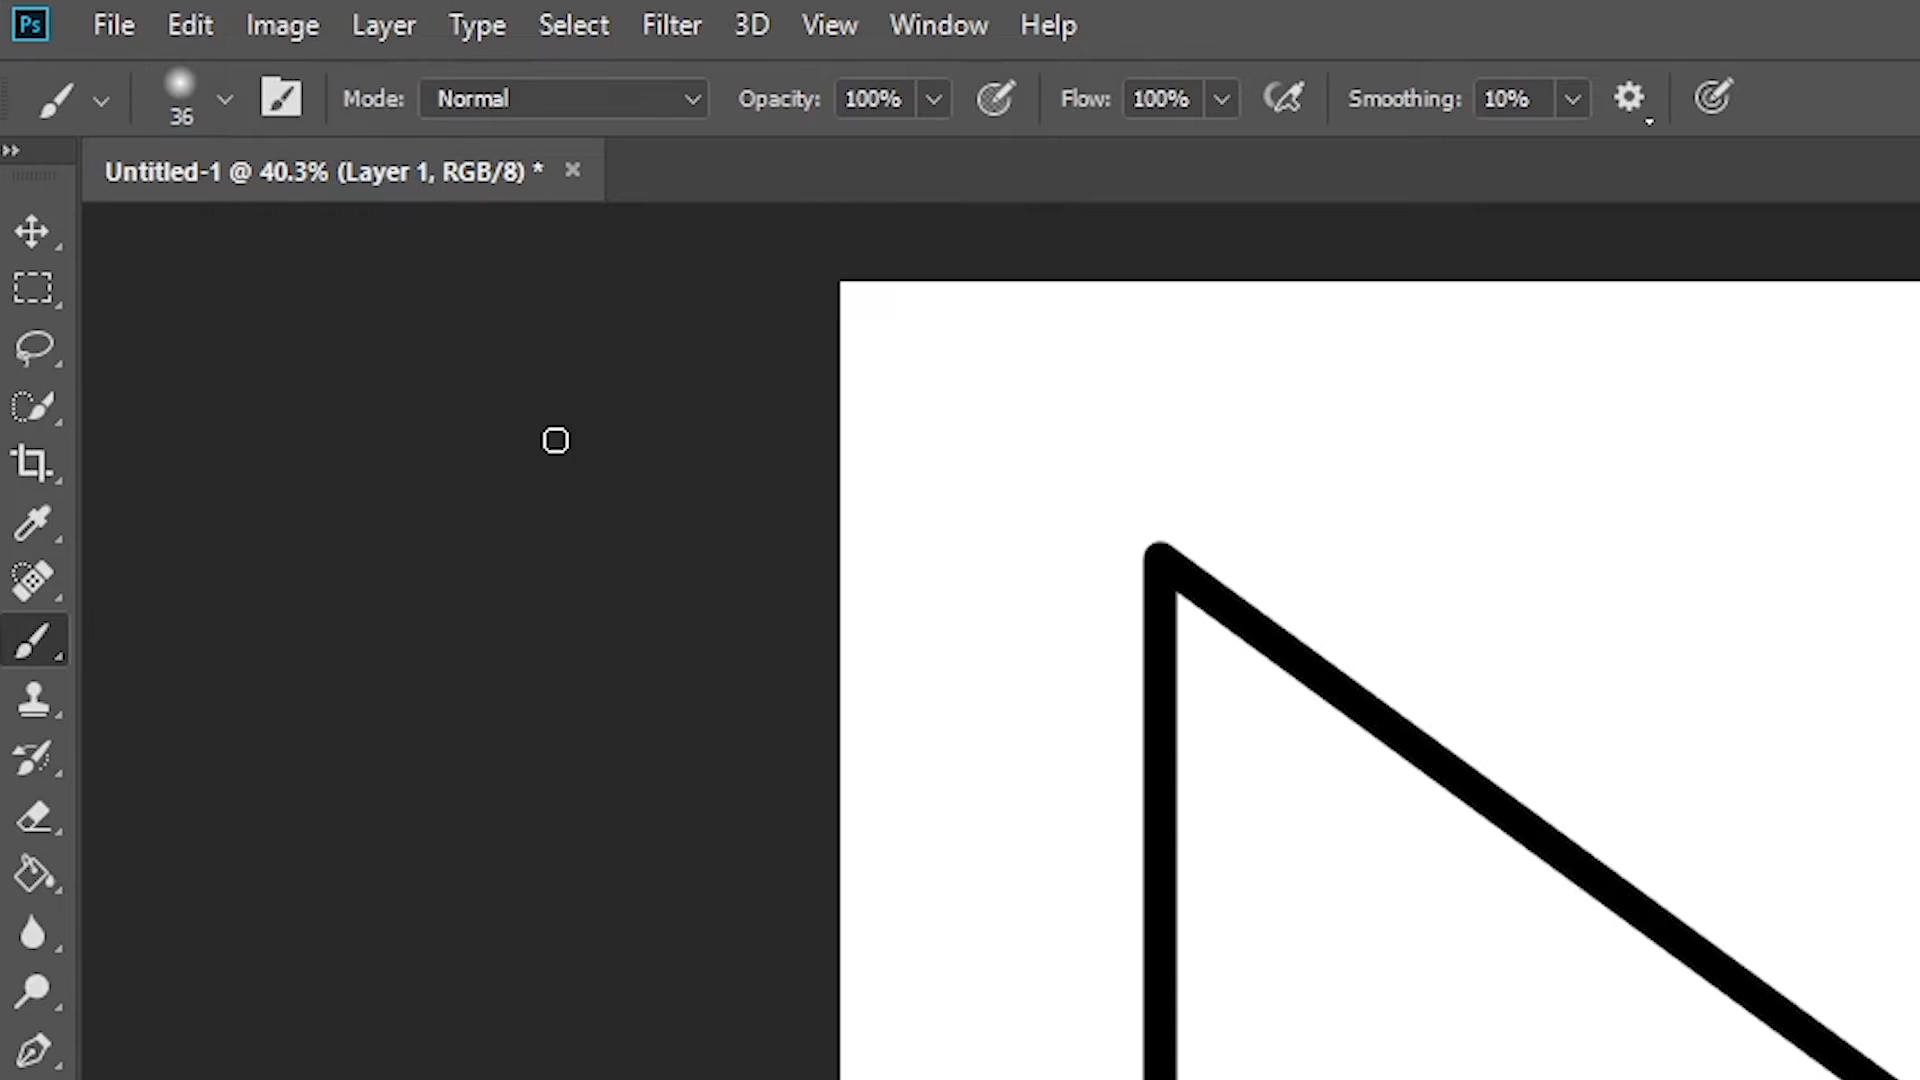 Ps File Edit Image Layer Type Select Filter 3D View Window Help
36 Mode: Normal Opacity: 100% Flow: 100% Smoothing: 10%
Untitled-1 @ 40.3% (Layer 1, RGB/8) *